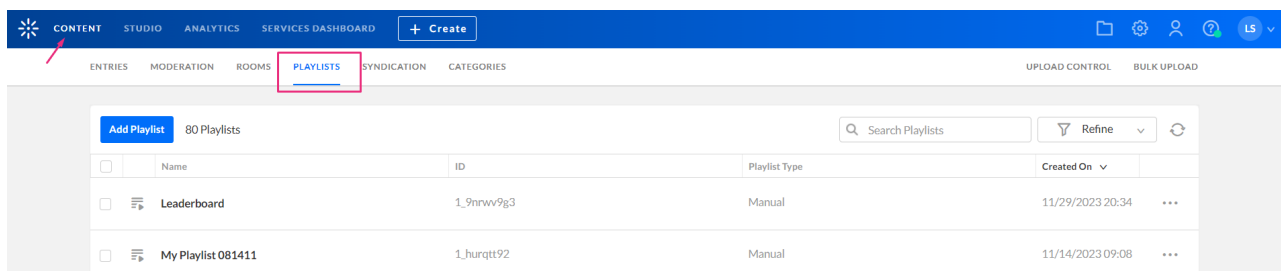 CONTENT STUDIO ANALYTICS SERVICES DASHBOARD + Create LS
ENTRIES MODERATION ROOMS PLAYLISTS SYNDICATION CATEGORIES UPLOAD CONTROL BULK UPLOAD
Add Playlist 80 Playlists Search Playlists Refine
Name ID Playlist Type Created On
Leaderboard 1_9nrwv9g3 Manual 11/29/2023 20:34
My Playlist 081411 1_hurqtt92 Manual 11/14/2023 09:08